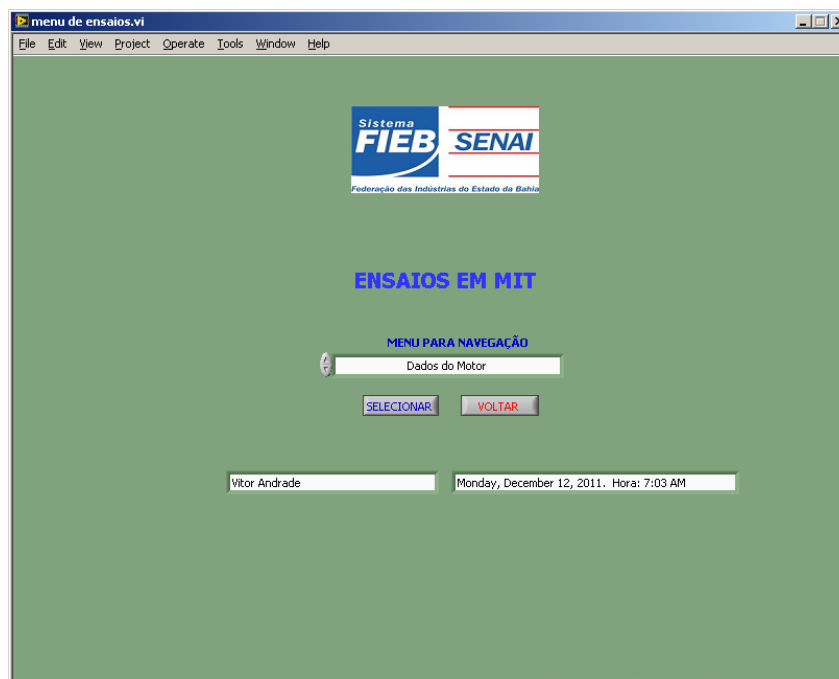 menu de ensaios.vi
File Edit View Project Operate Tools Window Help
Sistema
FIEB SENAI
Federação das Indústrias do Estado da Bahia
ENSAIOS EM MIT
MENU PARA NAVEGAÇÃO
Dados do Motor
SELECIONAR VOLTAR
Vitor Andrade Monday, December 12, 2011. Hora: 7:03 AM